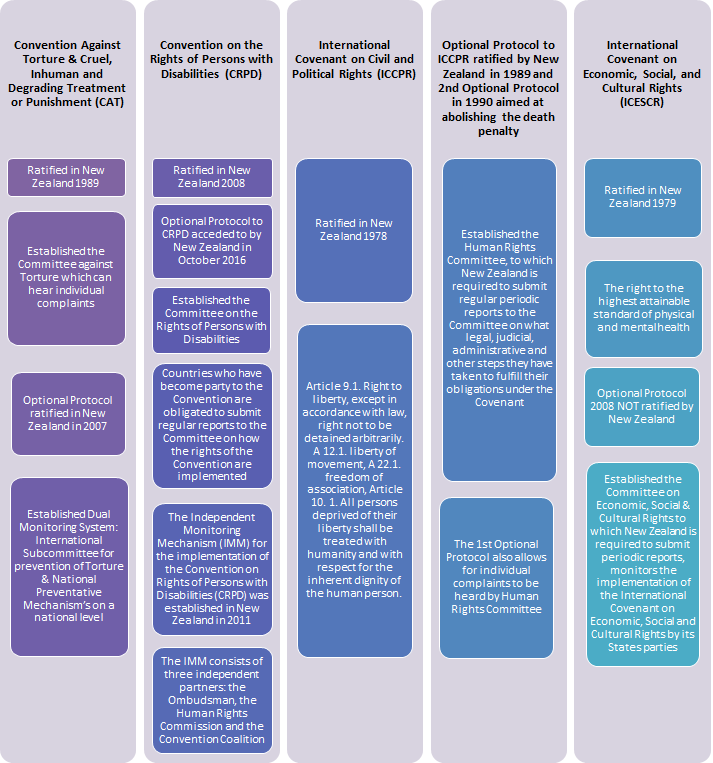 Convention Against
Torture & Cruel,
Inhuman and
Degrading Treatment
or Punishment (CAT)
Ratified in New
Zealand 1989
Established the
Committee against
Torture which can
hear individual
complaints
Optional Protocol
ratified in New
Zealand in 2007
Established Dual
Monitoring System:
International
Subcommittee for
prevention of Torture
& National
Preventative
Mechanism's on a
national level
Convention on the
Rights of Persons with
Disabilities (CRPD)
Ratified in New
Zealand 2008
Optional Protocol to
CRPD acceded to by
New Zealand in
October 2016
Established the
Committee on the
Rights of Persons with
Disabilities
Countries who have
become party to the
Convention are
obligated to submit
regular reports to the
Committee on how
the rights of the
Convention are
implemented
The Independent
Monitoring
Mechanism (IMM) for
the implementation of
the Convention on
Rights of Persons with
Disabilities (CRPD) was
established in New
Zealand in 2011
The IMM consists of
three independent
partners: the
Ombudsman, the
Human Rights
Commission and the
Convention Coalition
International
Covenant on Civil and
Political Rights (ICCPR)
Ratified in New
Zealand 1978
Article 9.1. Right to
liberty, except in
accordance with law,
right not to be
detained arbitrarily.
A 12.1. liberty of
movement, A 22.1.
freedom of
association, Article
10. 1. All persons
deprived of their
liberty shall be
treated with
humanity and with
respect for the
inherent dignity of
the human person.
Optional Protocol to
ICCPR ratified by New
Zealand in 1989 and
2nd Optional Protocol
in 1990 aimed at
abolishing the death
penalty
Established the
Human Rights
Committee, to which
New Zealand is
required to submit
regular periodic
reports to the
Committee on what
legal, judicial,
administrative and
other steps they have
taken to fulfill their
obligations under the
Covenant
The 1st Optional
Protocol also allows
for individual
complaints to be
heard by Human
Rights Committee
International
Covenant on
Economic, Social, and
Cultural Rights
(ICESCR)
Ratified in New
Zealand 1979
The right to the
highest attainable
standard of physical
and mental health
Optional Protocol
2008 NOT ratified by
New Zealand
Established the
Committee on
Economic, Social &
Cultural Rights to
which New Zealand is
required to submit
periodic reports,
monitors the
implementation of
the International
Covenant on
Economic, Social and
Cultural Rights by its
States parties